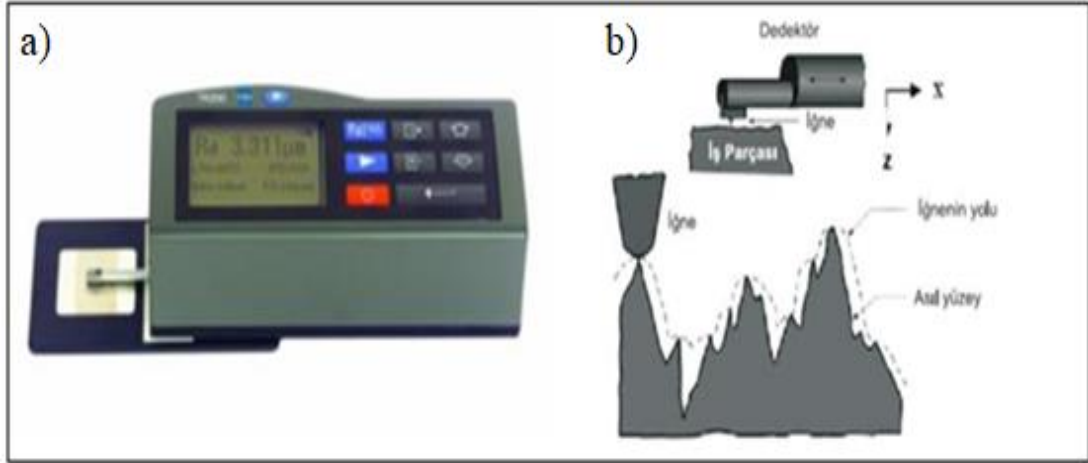 a)
Ra 3.311µm
b)
Dedektör
X
Z
İğne
İş Parçası
İğne
İğnenin yolu
Asıl yüzey